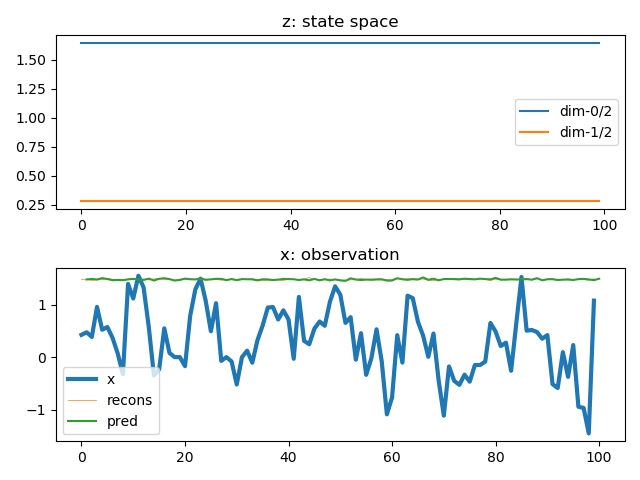 z: state space
1.50
1.25
1.00
0.75
0.50
0.25
dim-0/2
dim-1/2
0 20 40 60 80 100
x: observation
1
0
−1
x
recons
pred
0 20 40 60 80 100